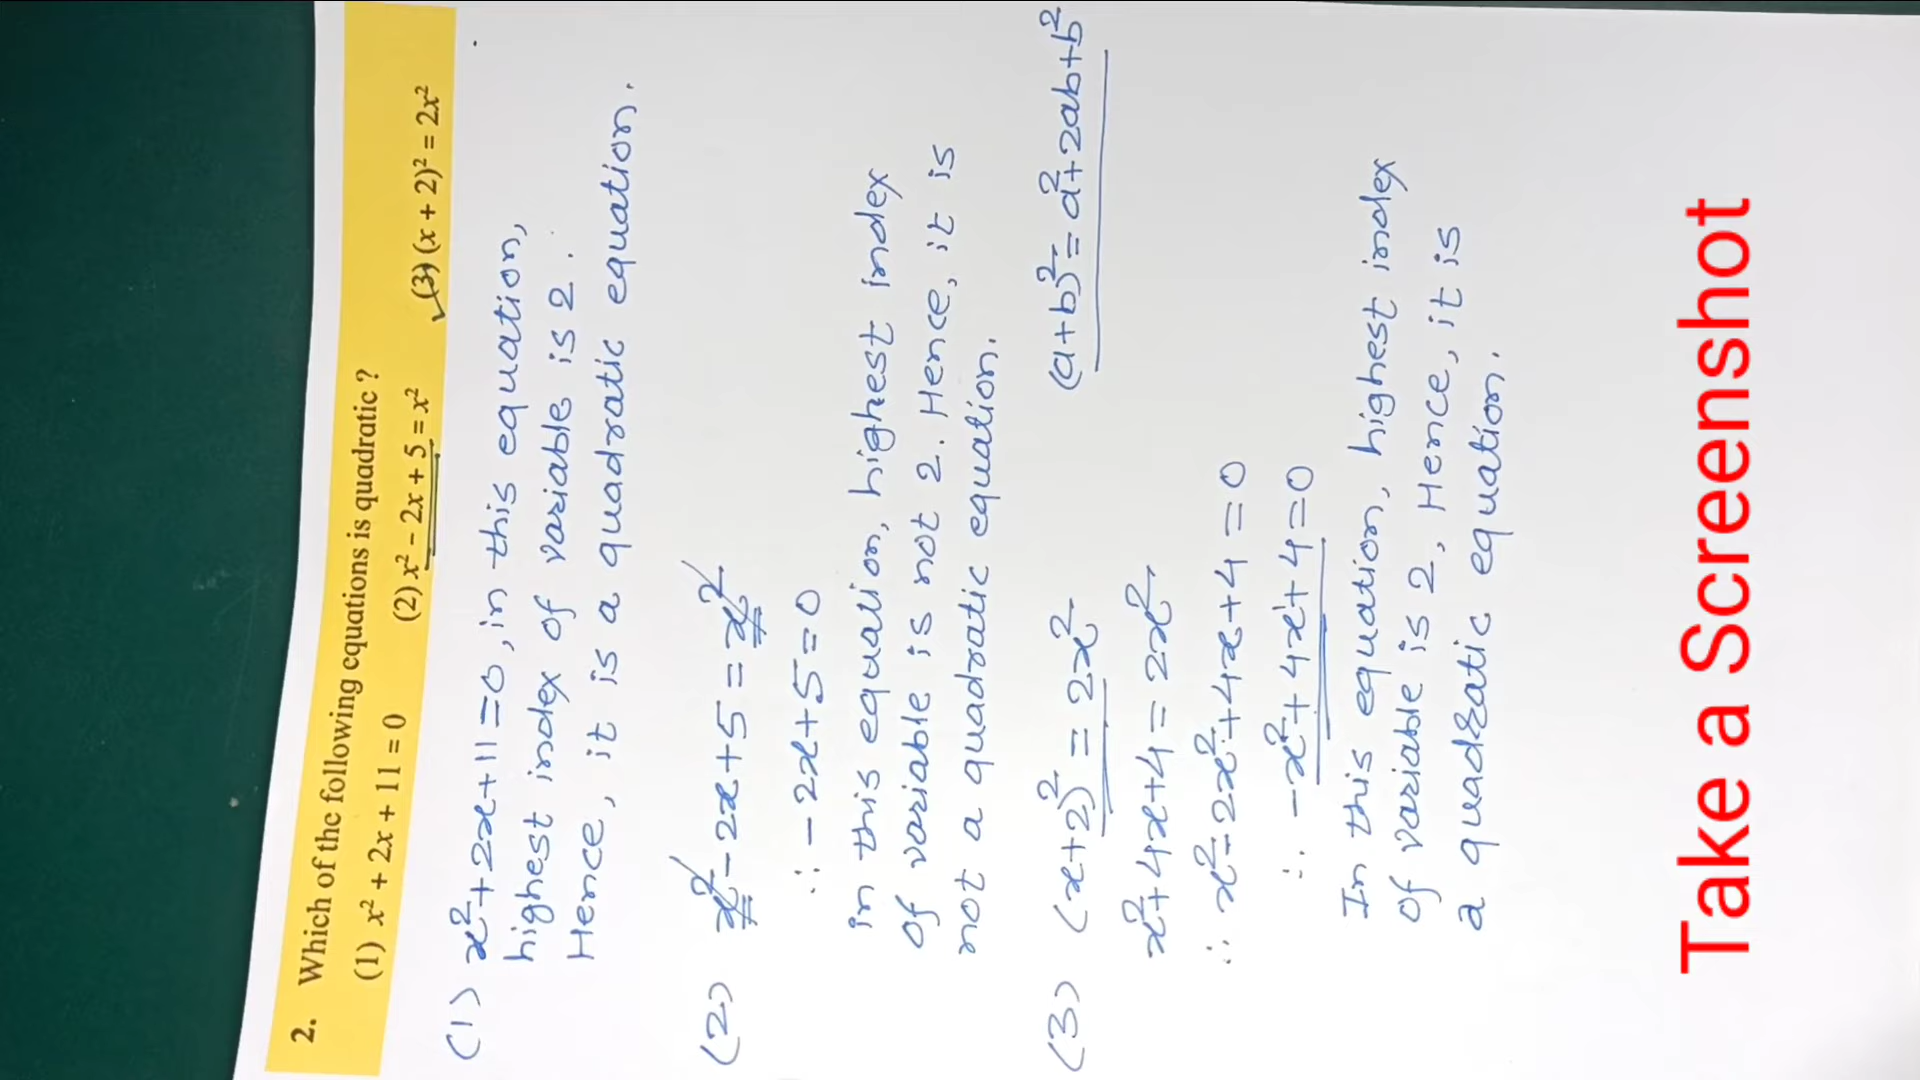 2. Which of the following equations is quadratic ?
(1) x² + 2x + 11 = 0 (2) x² - 2x + 5 = x² (3) (x + 2)² = 2x²
(1) x²+2x+11=0, in this equation,
highest index of variable is 2.
Hence, it is a quadratic equation.
(2) x²-2x+5=x²
∴ -2x+5=0
in this equation, highest index
of variable is not 2. Hence, it is
not a quadratic equation.
(3) (x+2)²=2x² (a+b)²=a²+2ab+b²
x²+4x+4=2x²
∴ x²-2x²+4x+4=0
∴ -x²+4x+4=0
In this equation, highest index
of variable is 2, Hence, it is
a quadratic equation.
Take a Screenshot